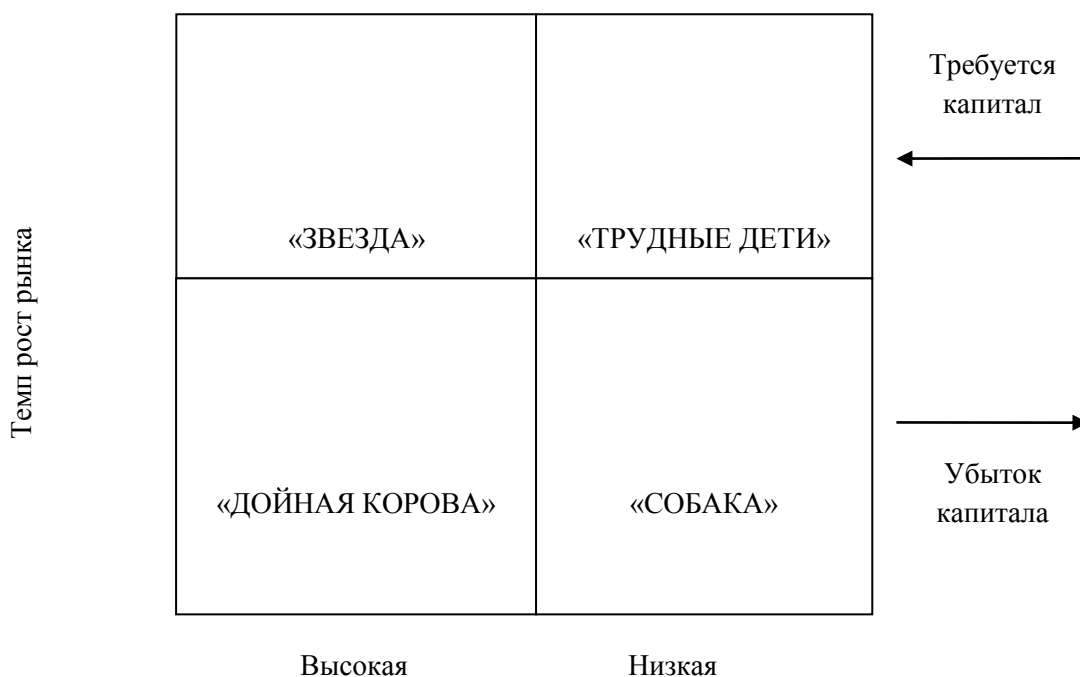 Требуется
капитал
«ЗВЕЗДА»
«ТРУДНЫЕ ДЕТИ»
Темп рост рынка
«ДОЙНАЯ КОРОВА»
«СОБАКА»
Убыток
капитала
Высокая
Низкая